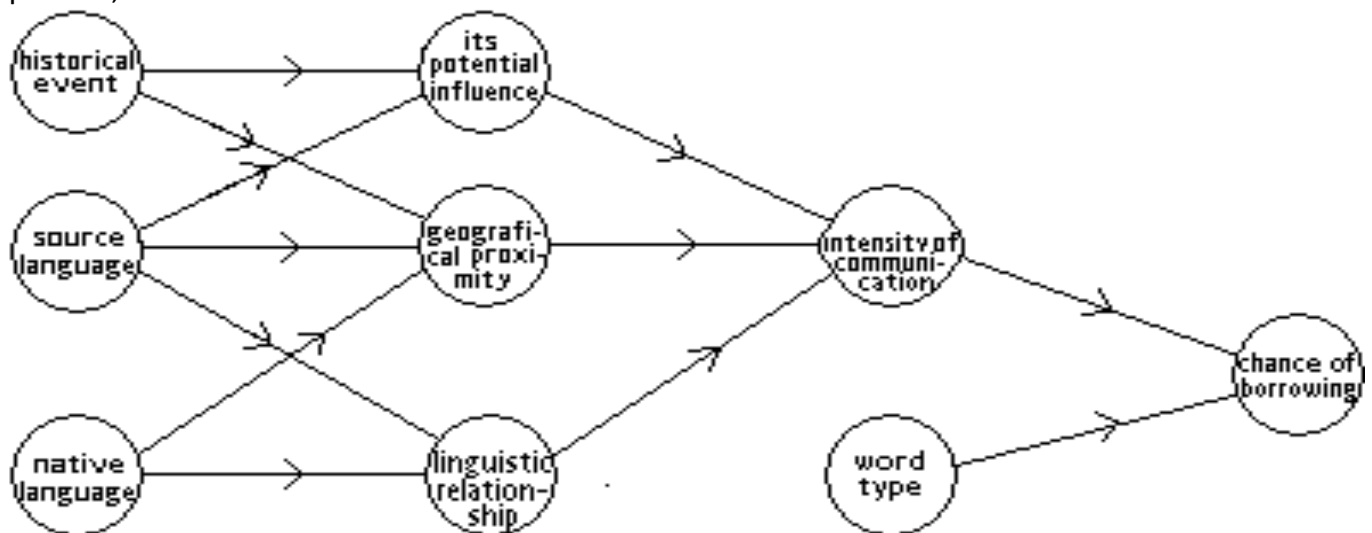 historical
event
its
potential
influence
source
language
geografi-
cal proxi-
mity
intensity of
communi-
cation
chance of
borrowing
native
language
linguistic
relation-
ship
word
type